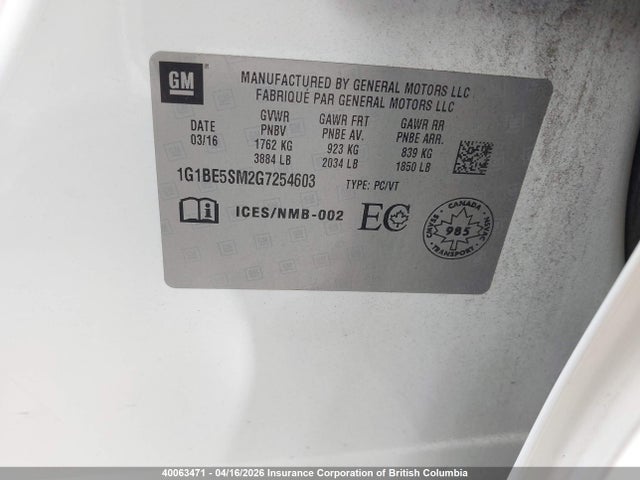 GM
MANUFACTURED BY GENERAL MOTORS LLC
FABRIQUÉ PAR GENERAL MOTORS LLC
DATE
03/16
GVWR
PNBV
1762 KG
3884 LB
GAWR FRT
PNBE AV.
923 KG
2034 LB
GAWR RR
PNBE ARR.
839 KG
1850 LB
1G1BE5SM2G7254603 TYPE: PC/VT
ICES/NMB-002 EC
CANADA
985
TRANSPORT
40063471 - 04/16/2026 Insurance Corporation of British Columbia